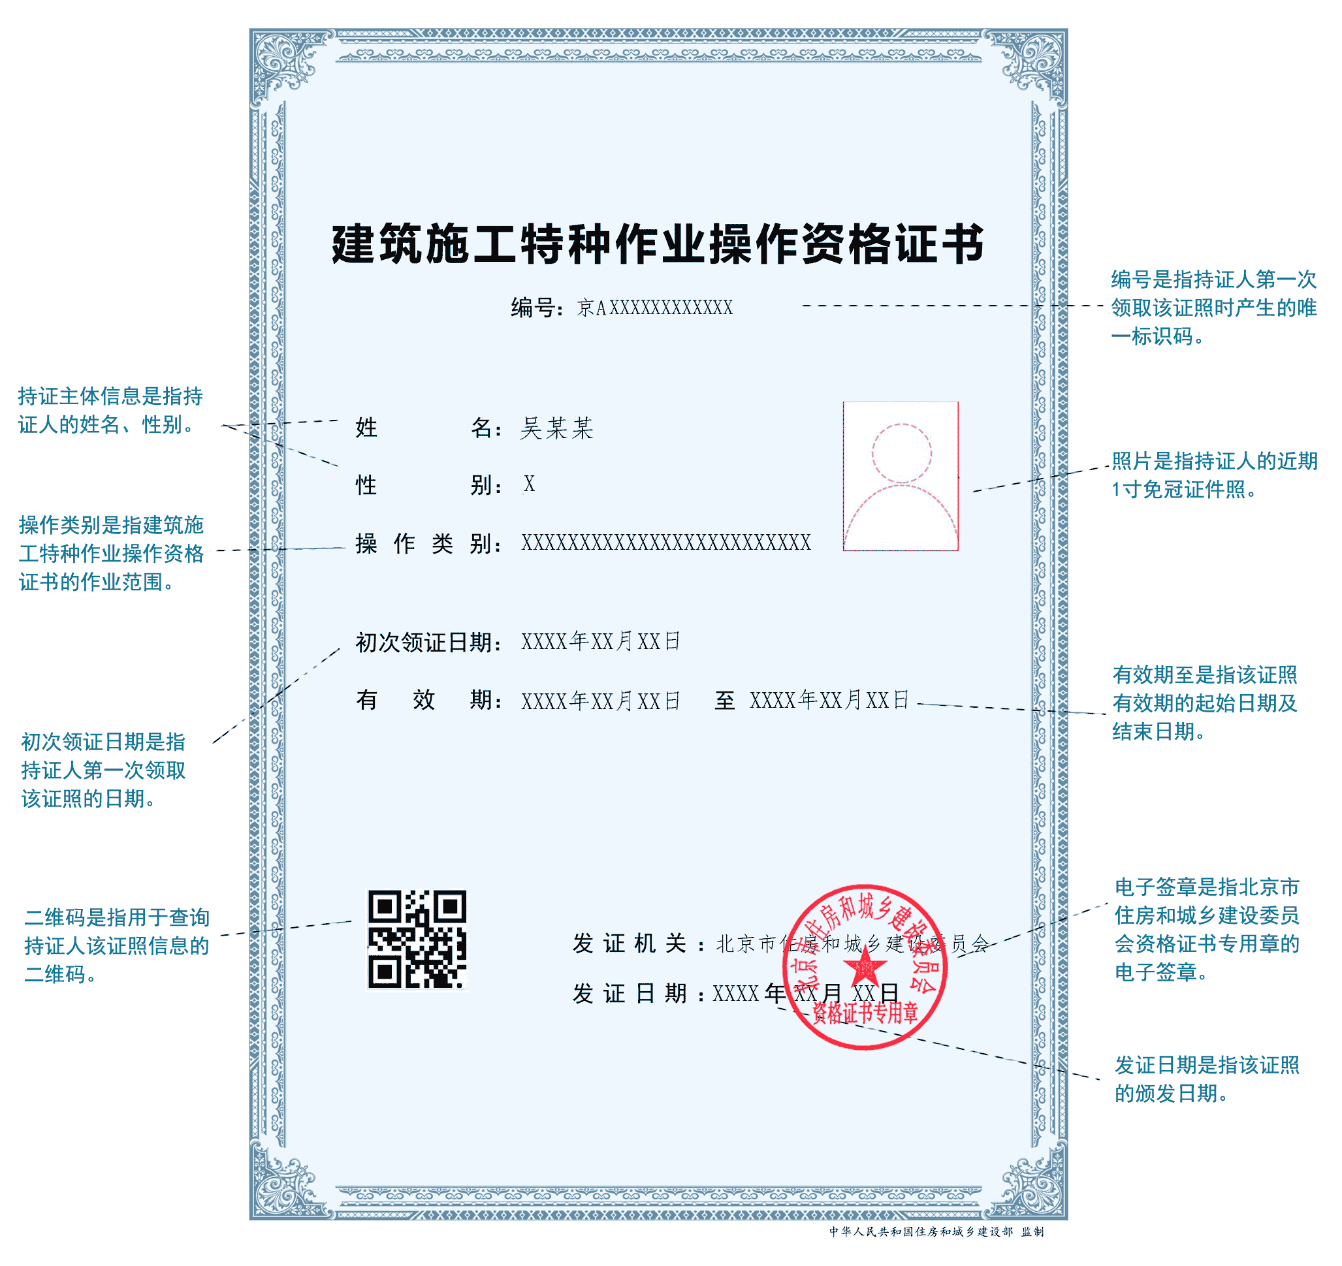 建筑施工特种作业操作资格证书
编号：京AXXXXXXXXXXXX
编号是指持证人第一次
领取该证照时产生的唯
一标识码。
持证主体信息是指持
证人的姓名、性别。
姓名：吴某某
性别：X
照片是指持证人的近期
1寸免冠证件照。
操作类别是指建筑施
工特种作业操作资格
证书的作业范围。
操作类别：XXXXXXXXXXXXXXXXXXXXXXXXX
初次领证日期：XXXX年XX月XX日
有效期：XXXX年XX月XX日 至 XXXX年XX月XX日
有效期至是指该证照
有效期的起始日期及
结束日期。
初次领证日期是指
持证人第一次领取
该证照的日期。
二维码是指用于查询
持证人该证照信息的
二维码。
发证机关：北京市住房和城乡建设委员会
发证日期：XXXX年XX月XX日
北京市住房和城乡建设委员会
资格证书专用章
电子签章是指北京市
住房和城乡建设委员
会资格证书专用章的
电子签章。
发证日期是指该证照
的颁发日期。
中华人民共和国住房和城乡建设部 监制